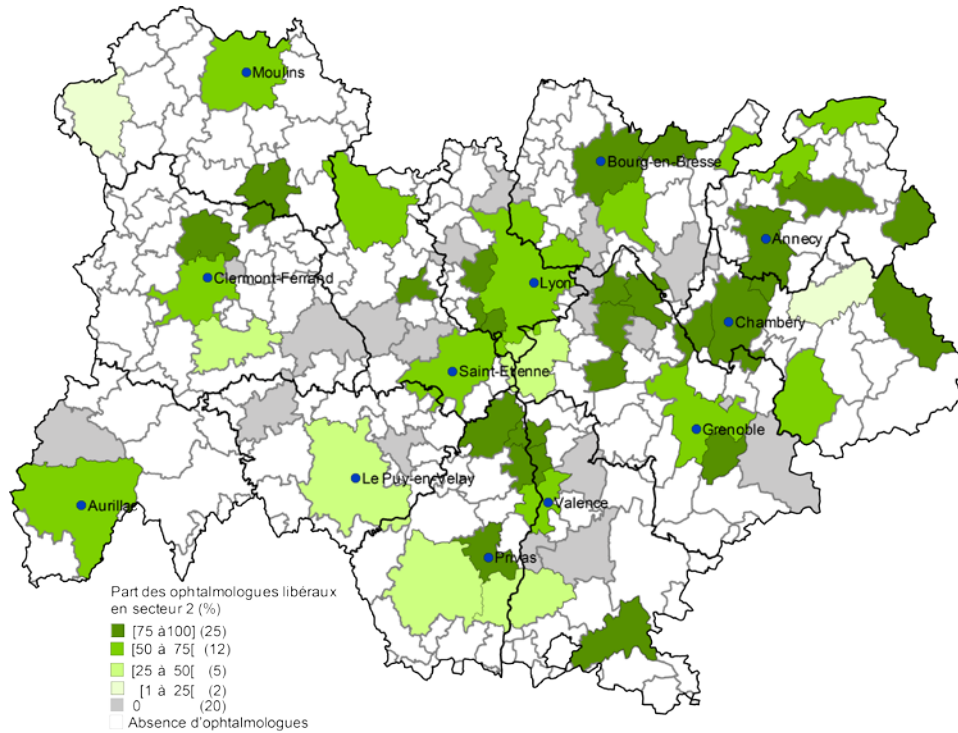 Moulins
Bourg-en-Bresse
Annecy
Clermont-Ferrand
Lyon
Chambéry
Saint-Etienne
Grenoble
Le Puy-en-Velay
Valence
Aurillac
Privas
Part des ophtalmologues libéraux
en secteur 2 (%)
[75 à100] (25)
[50 à 75[ (12)
[25 à 50[ (5)
[1 à 25[ (2)
0 (20)
Absence d'ophtalmologues